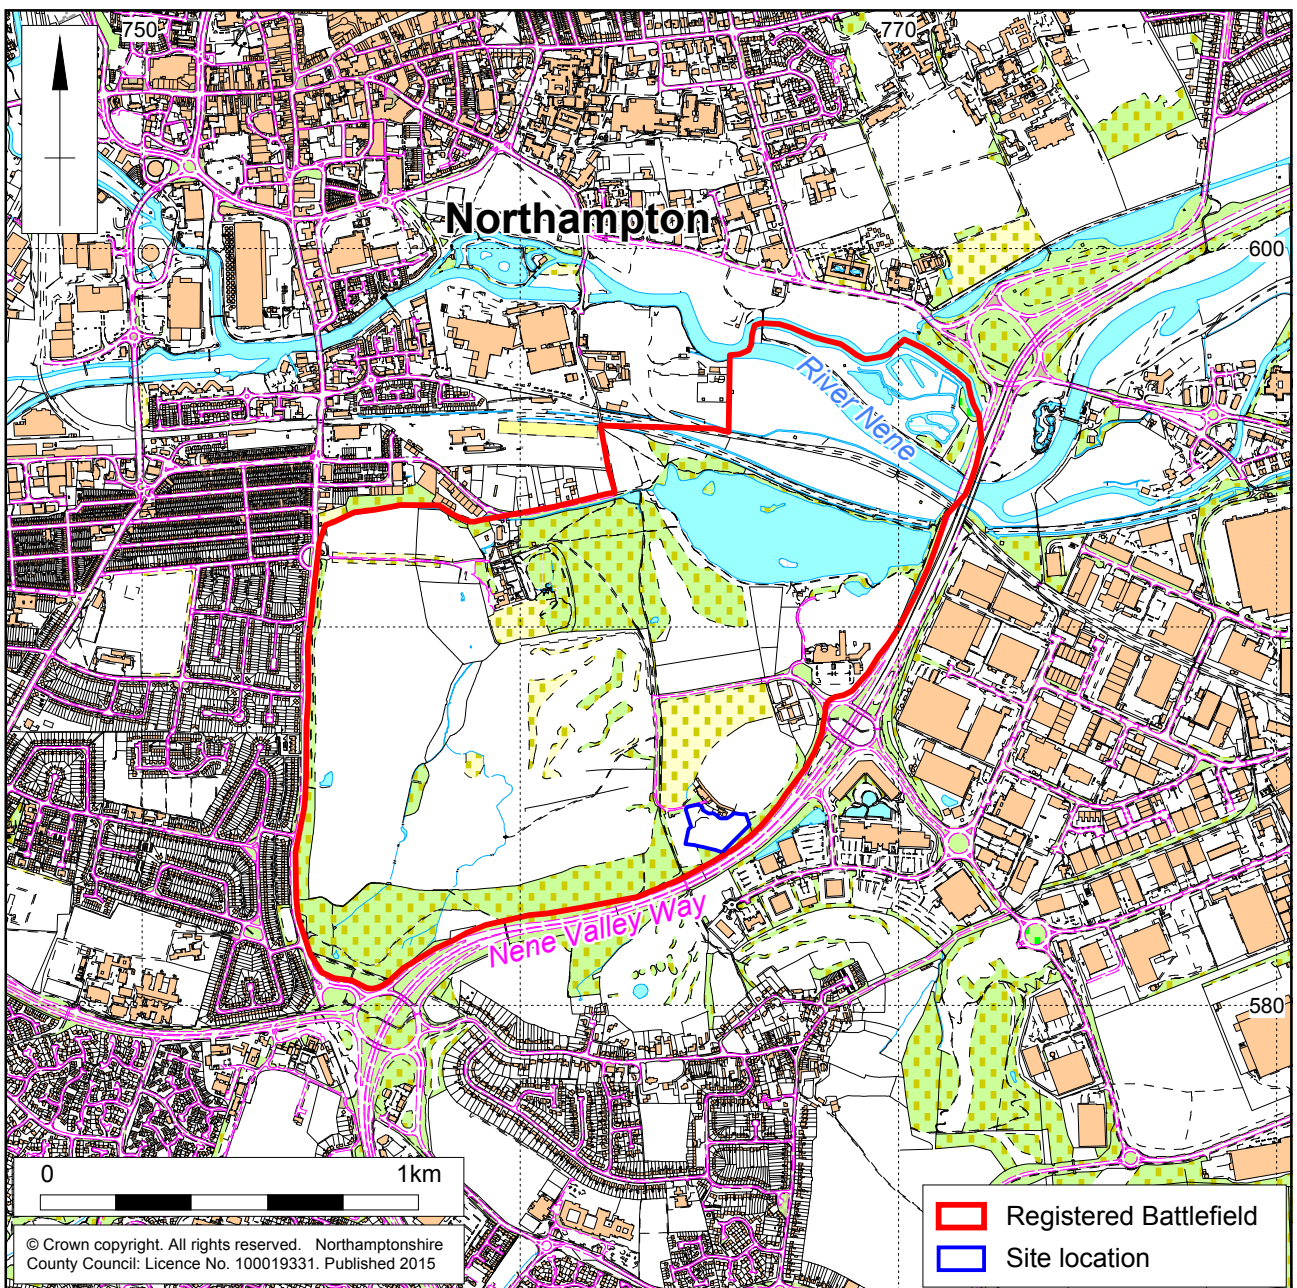 750
770
Northampton
600
River Nene
Nene Valley Way
580
0 1km
© Crown copyright. All rights reserved. Northamptonshire
County Council: Licence No. 100019331. Published 2015
Registered Battlefield
Site location